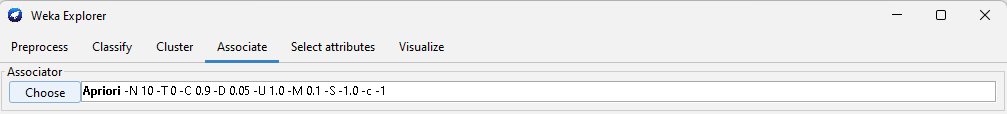 Weka Explorer
Preprocess Classify Cluster Associate Select attributes Visualize
Associator
Choose Apriori -N 10 -T 0 -C 0.9 -D 0.05 -U 1.0 -M 0.1 -S -1.0 -c -1